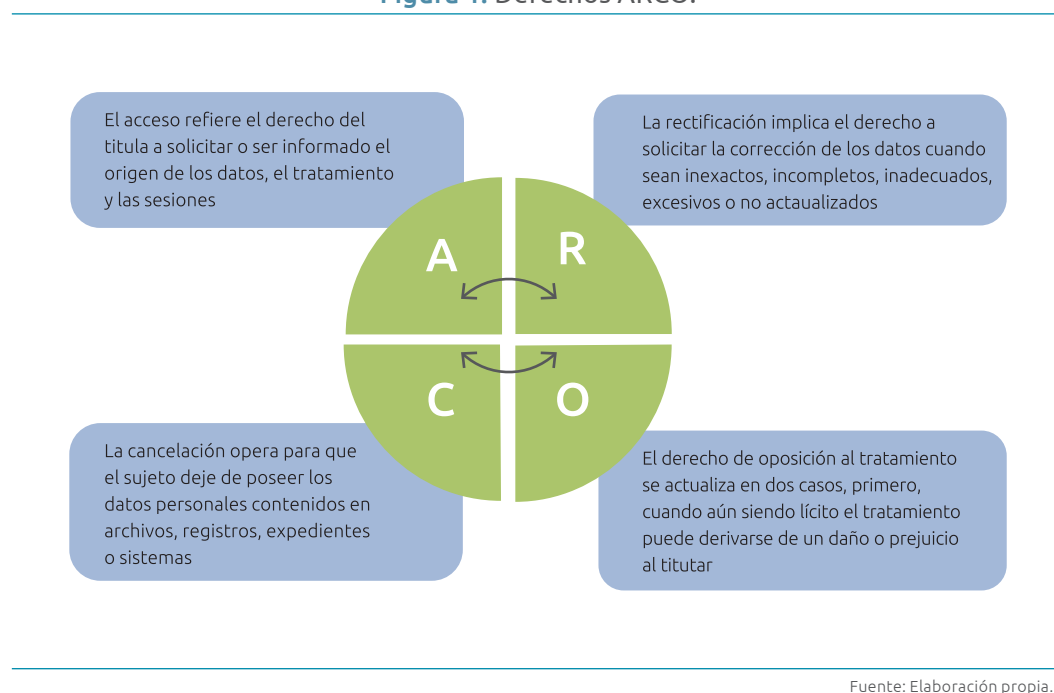 Figura 1. Derechos ARCO.
El acceso refiere el derecho del
titula a solicitar o ser informado el
origen de los datos, el tratamiento
y las sesiones
La rectificación implica el derecho a
solicitar la corrección de los datos cuando
sean inexactos, incompletos, inadecuados,
excesivos o no actaualizados
A
R
C
O
La cancelación opera para que
el sujeto deje de poseer los
datos personales contenidos en
archivos, registros, expedientes
o sistemas
El derecho de oposición al tratamiento
se actualiza en dos casos, primero,
cuando aún siendo lícito el tratamiento
puede derivarse de un daño o prejuicio
al titutar
Fuente: Elaboración propia.